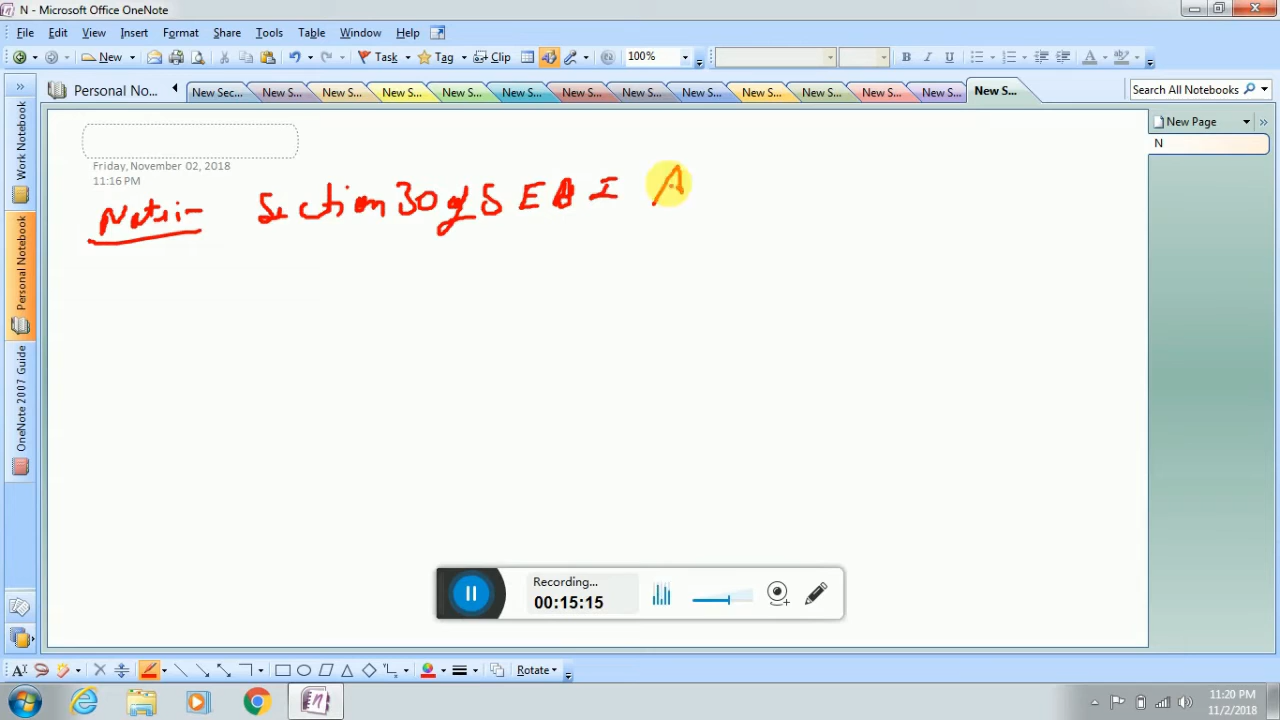 N - Microsoft Office OneNote
File Edit View Insert Format Share Tools Table Window Help
New Task Tag Clip 100% B I U
Personal No... New Sec... New S... New S... New S... New S... New S... New S... New S... New S... New S... New S... New S... New S... New S... Search All Notebooks
New Page
N
Work Notebook
Personal Notebook
OneNote 2007 Guide
Friday, November 02, 2018
11:16 PM
Note:- Section 30 of S E B I A
Recording...
00:15:15
Rotate
11:20 PM
11/2/2018